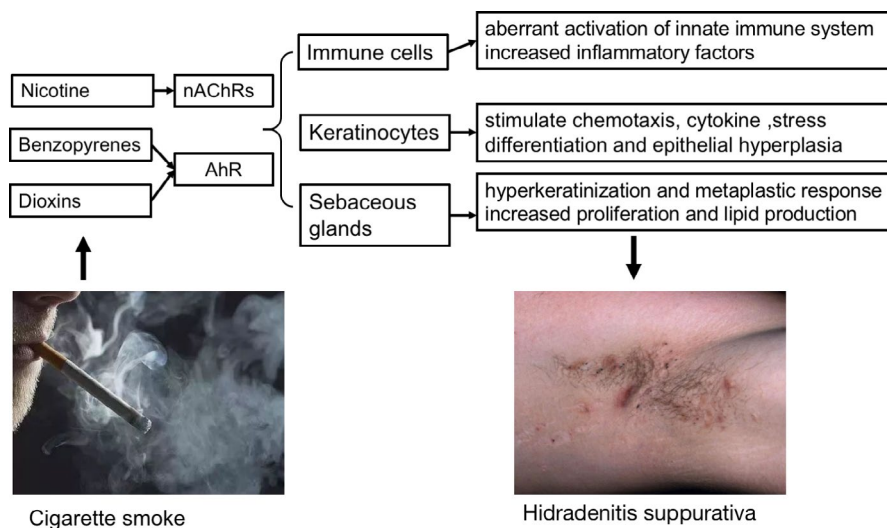 Nicotine
nAChRs
Benzopyrenes
AhR
Dioxins
Immune cells
aberrant activation of innate immune system
increased inflammatory factors
Keratinocytes
stimulate chemotaxis, cytokine ,stress
differentiation and epithelial hyperplasia
Sebaceous
glands
hyperkeratinization and metaplastic response
increased proliferation and lipid production
Cigarette smoke
Hidradenitis suppurativa